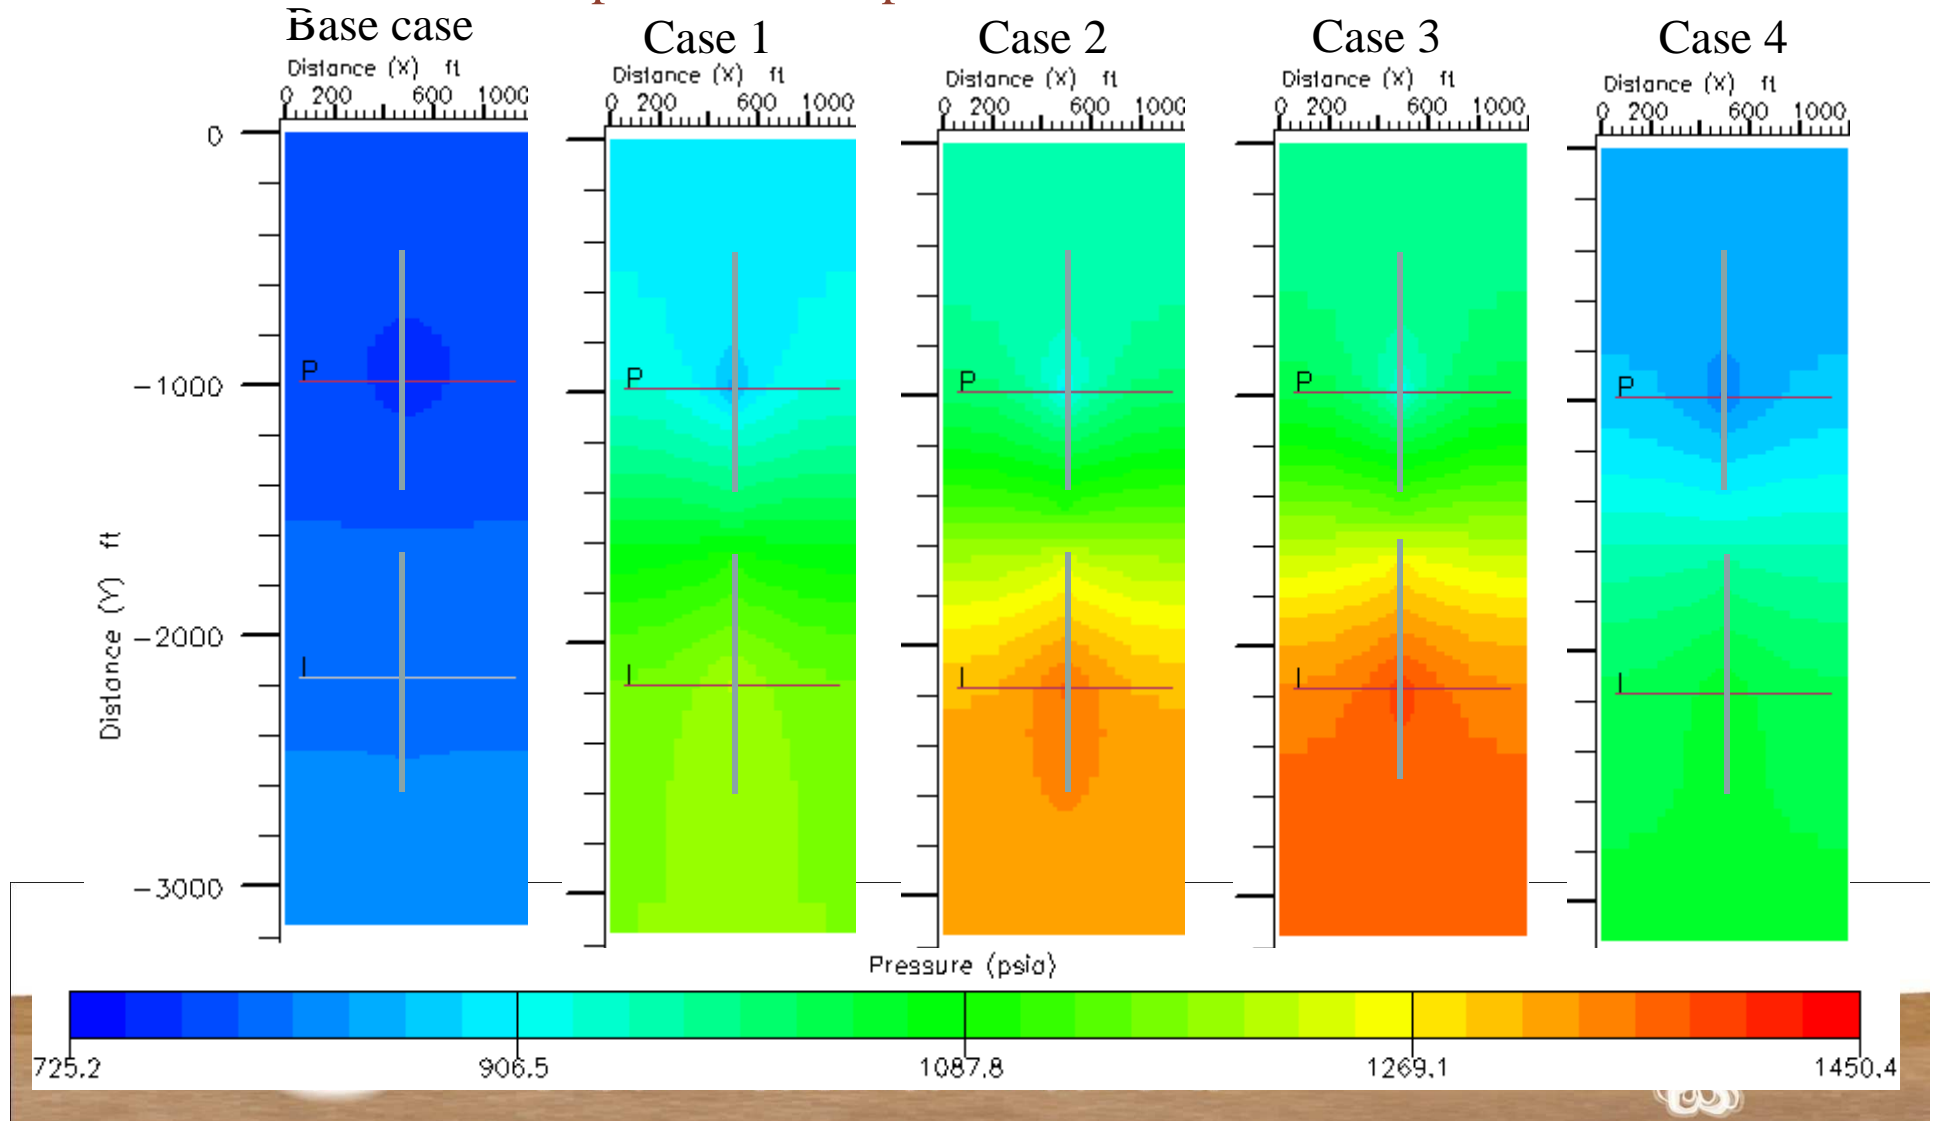 Base case
Case 1
Case 2
Case 3
Case 4
Distance (X) ft
Distance (X) ft
Distance (X) ft
Distance (X) ft
Distance (X) ft
0 200 600 1000
0 200 600 1000
0 200 600 1000
0 200 600 1000
0 200 600 1000
0
P
P
P
P
P
-1000
Distance (Y) ft
-2000
I
I
I
I
I
-3000
Pressure (psia)
725.2 906.5 1087.8 1269.1 1450.4